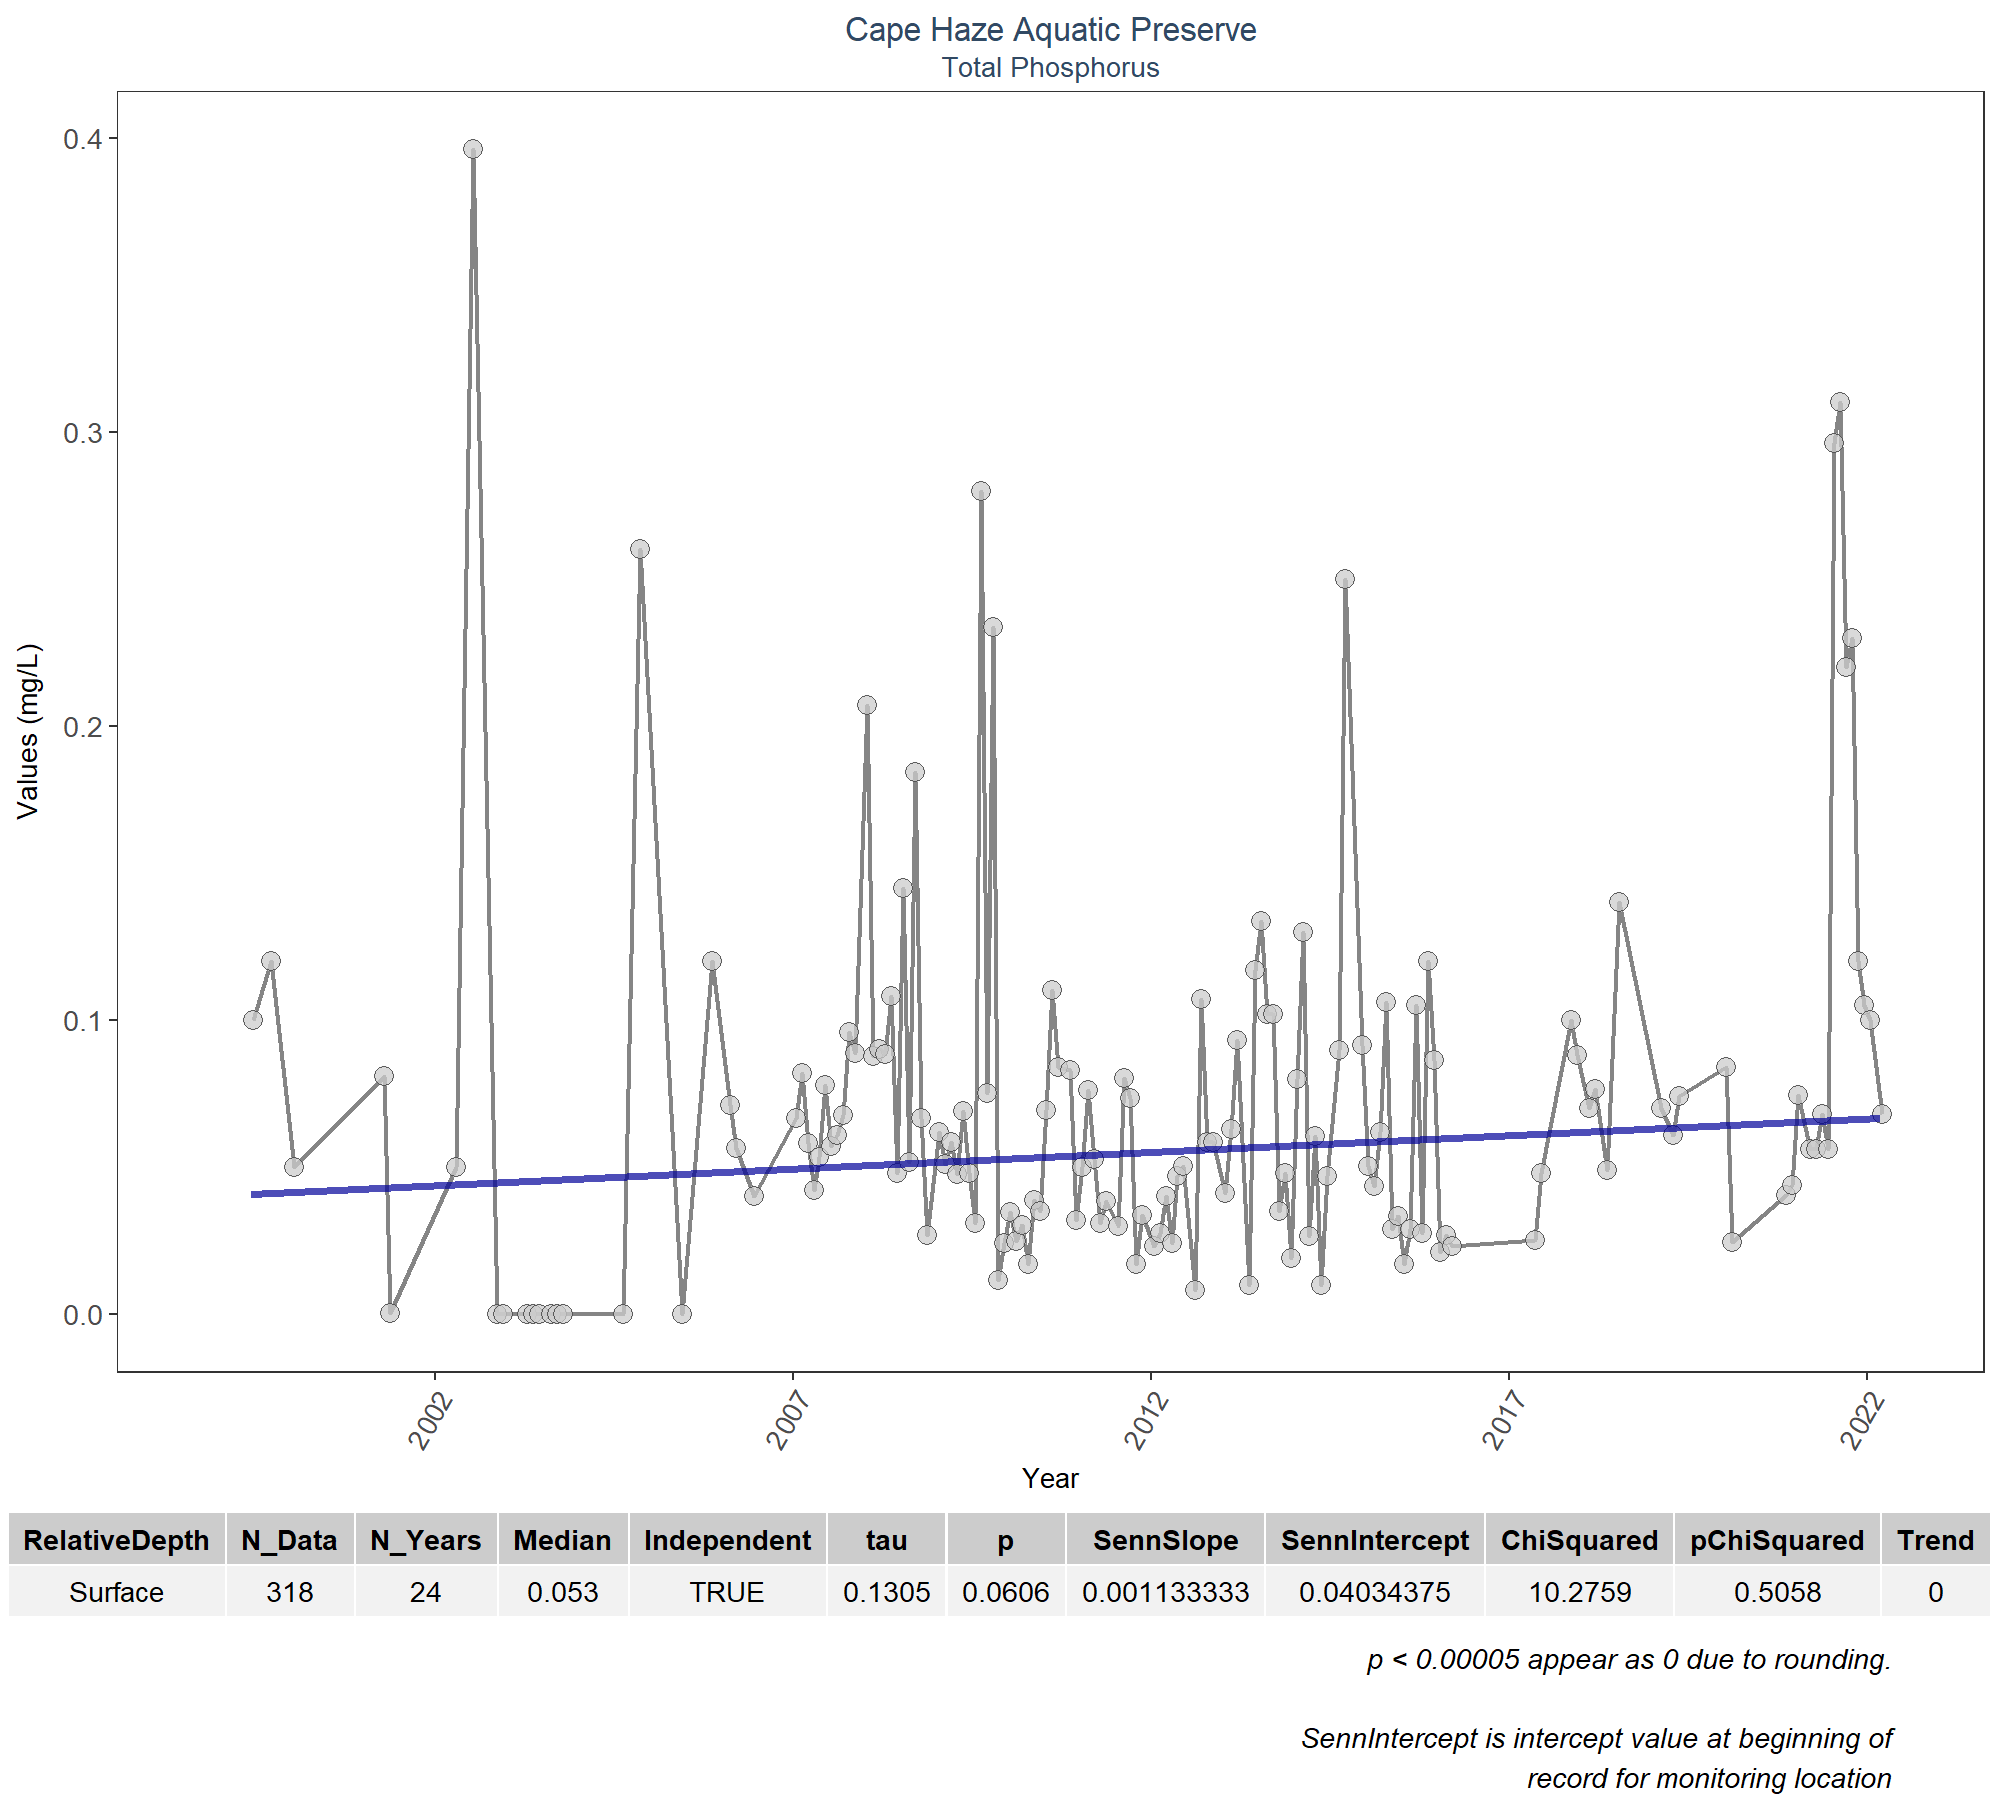 Cape Haze Aquatic Preserve
Total Phosphorus
0.4
0.3
0.2
0.1
0.0
Values (mg/L)
2002 2007 2012 2017 2022
Year
RelativeDepth N_Data N_Years Median Independent tau p SennSlope SennIntercept ChiSquared pChiSquared Trend
Surface 318 24 0.053 TRUE 0.1305 0.0606 0.001133333 0.04034375 10.2759 0.5058 0
p < 0.00005 appear as 0 due to rounding.
SennIntercept is intercept value at beginning of
record for monitoring location